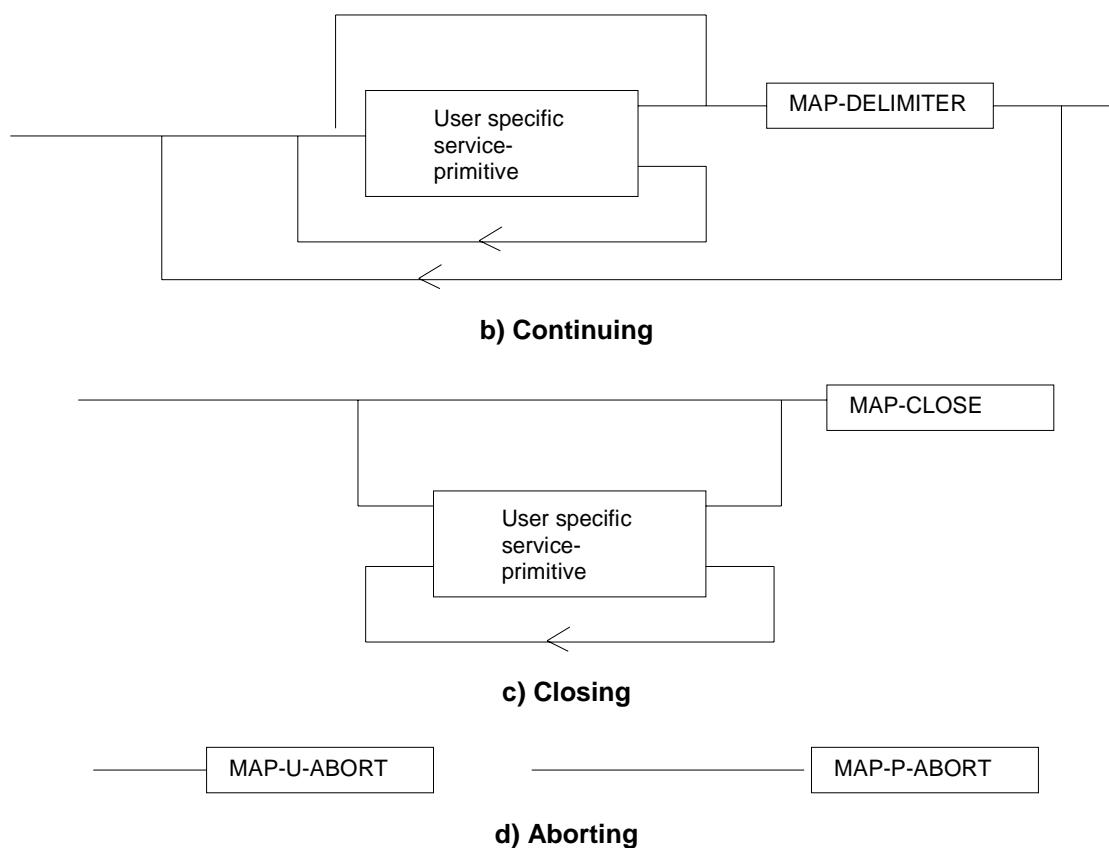 User specific
service-
primitive
MAP-DELIMITER
b) Continuing
MAP-CLOSE
User specific
service-
primitive
c) Closing
MAP-U-ABORT
MAP-P-ABORT
d) Aborting